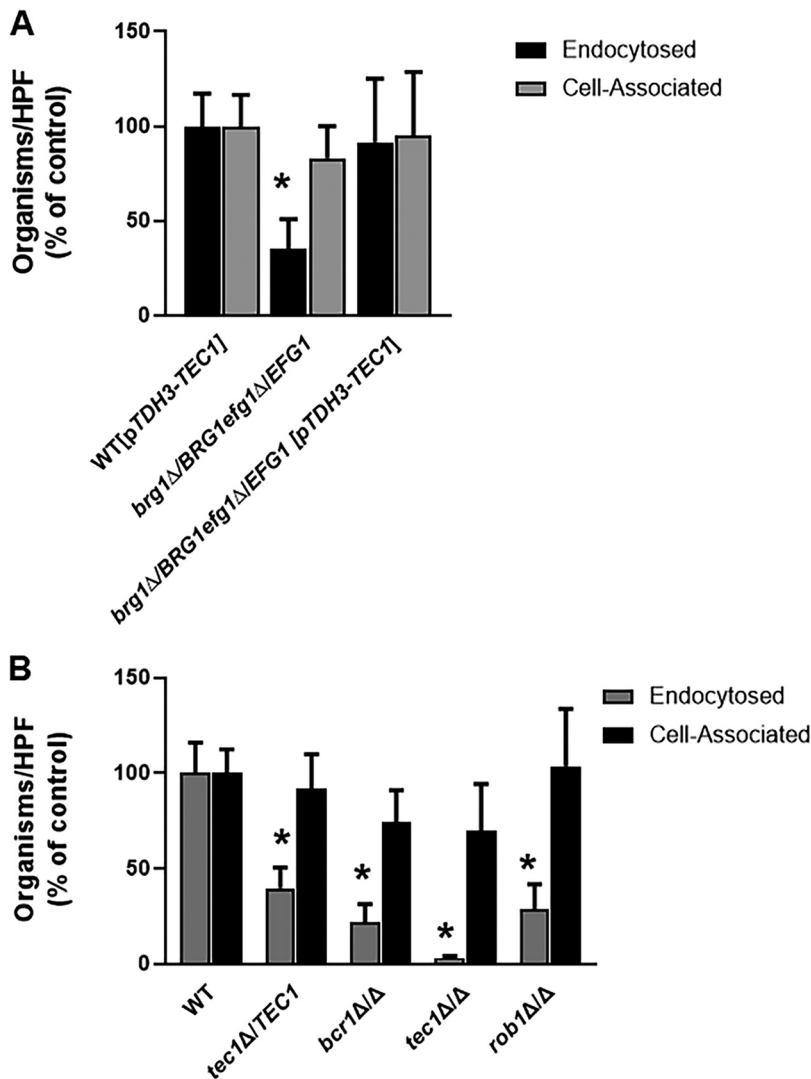 A
Organisms/HPF
(% of control)
150
100
50
0
*
Endocytosed
Cell-Associated
WT[pTDH3-TEC1]
brg1Δ/BRG1efg1Δ/EFG1
brg1Δ/BRG1efg1Δ/EFG1 [pTDH3-TEC1]
B
Organisms/HPF
(% of control)
150
100
50
0
*
*
*
*
Endocytosed
Cell-Associated
WT
tec1Δ/TEC1
bcr1Δ/Δ
tec1Δ/Δ
rob1Δ/Δ